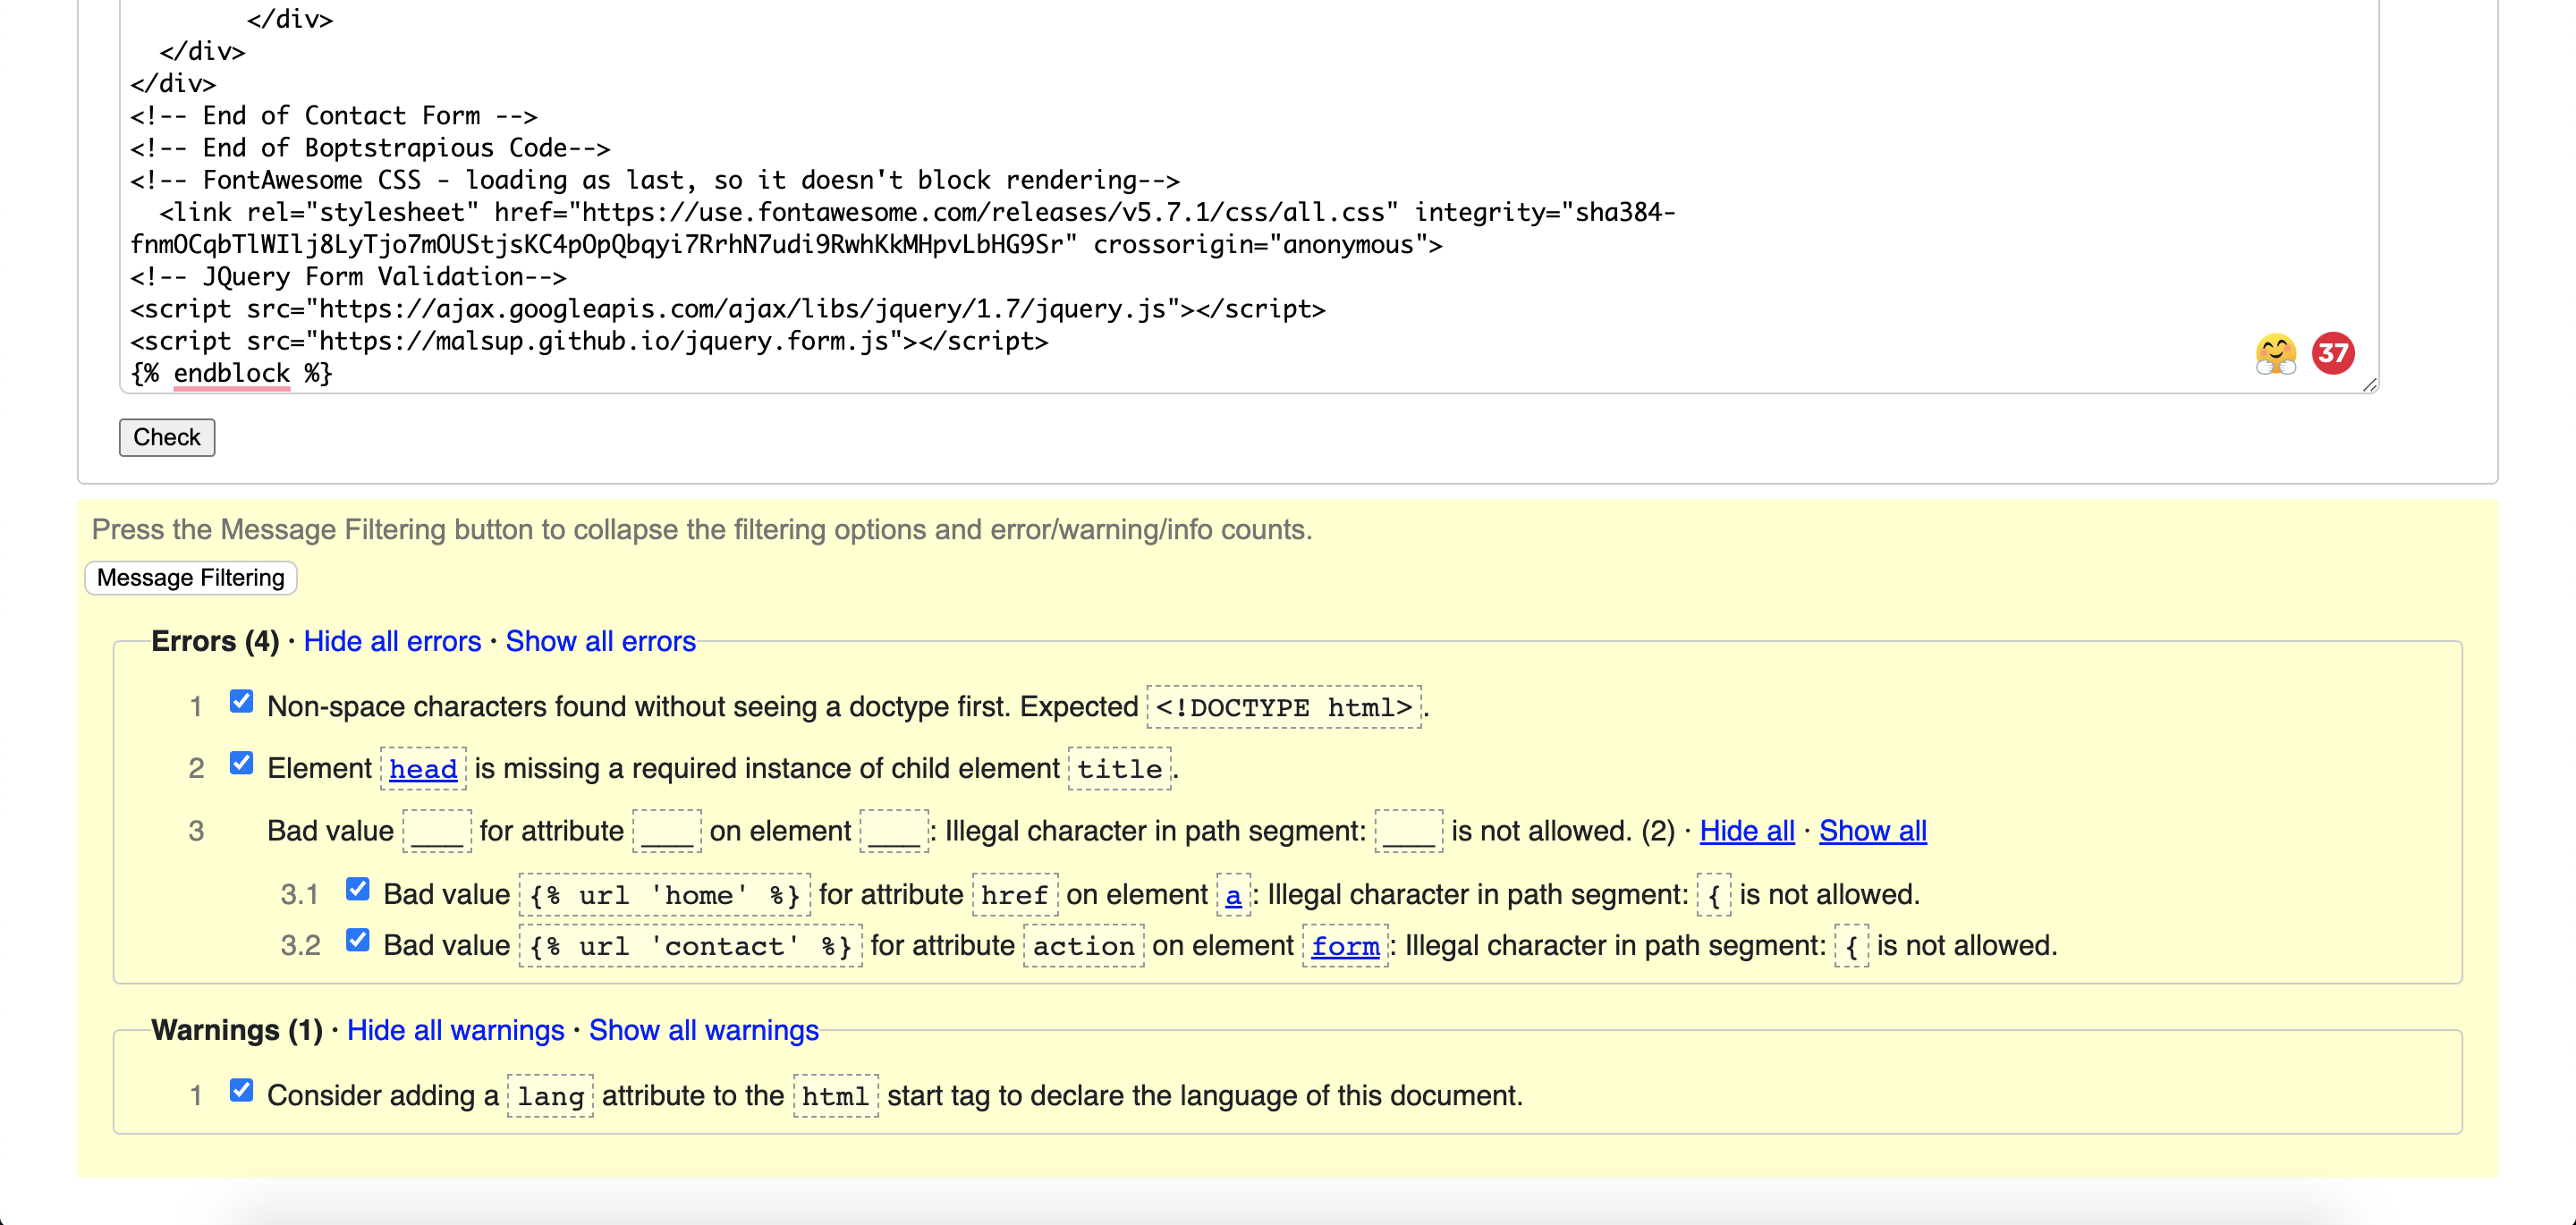 </div>
</div>
</div>
<!-- End of Contact Form -->
<!-- End of Boptstrapious Code-->
<!-- FontAwesome CSS - loading as last, so it doesn't block rendering-->
<link rel="stylesheet" href="https://use.fontawesome.com/releases/v5.7.1/css/all.css" integrity="sha384-
fnmOCqbTlWIlj8LyTjo7mOUStjsKC4pOpQbqyi7RrhN7udi9RwhKkMHpvLbHG9Sr" crossorigin="anonymous">
<!-- JQuery Form Validation-->
<script src="https://ajax.googleapis.com/ajax/libs/jquery/1.7/jquery.js"></script>
<script src="https://malsup.github.io/jquery.form.js"></script>
{% endblock %}
37
Check
Press the Message Filtering button to collapse the filtering options and error/warning/info counts.
Message Filtering
Errors (4) · Hide all errors · Show all errors
1 Non-space characters found without seeing a doctype first. Expected <!DOCTYPE html>.
2 Element head is missing a required instance of child element title.
3 Bad value ___ for attribute ___ on element ___: Illegal character in path segment: ___ is not allowed. (2) · Hide all · Show all
3.1 Bad value {% url 'home' %} for attribute href on element a: Illegal character in path segment: { is not allowed.
3.2 Bad value {% url 'contact' %} for attribute action on element form: Illegal character in path segment: { is not allowed.
Warnings (1) · Hide all warnings · Show all warnings
1 Consider adding a lang attribute to the html start tag to declare the language of this document.